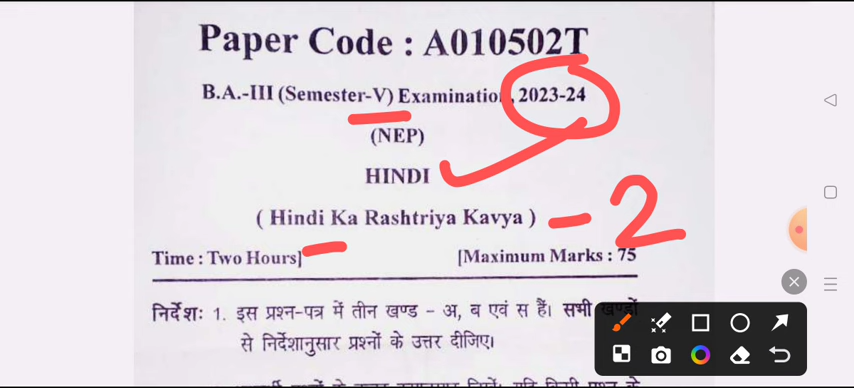 Paper Code : A010502T
B.A.-III (Semester-V) Examination, 2023-24
(NEP)
HINDI
( Hindi Ka Rashtriya Kavya ) – 2
Time : Two Hours] [Maximum Marks : 75
निर्देशः 1. इस प्रश्न-पत्र में तीन खण्ड - अ, ब एवं स हैं। सभी खण्डों
से निर्देशानुसार प्रश्नों के उत्तर दीजिए।